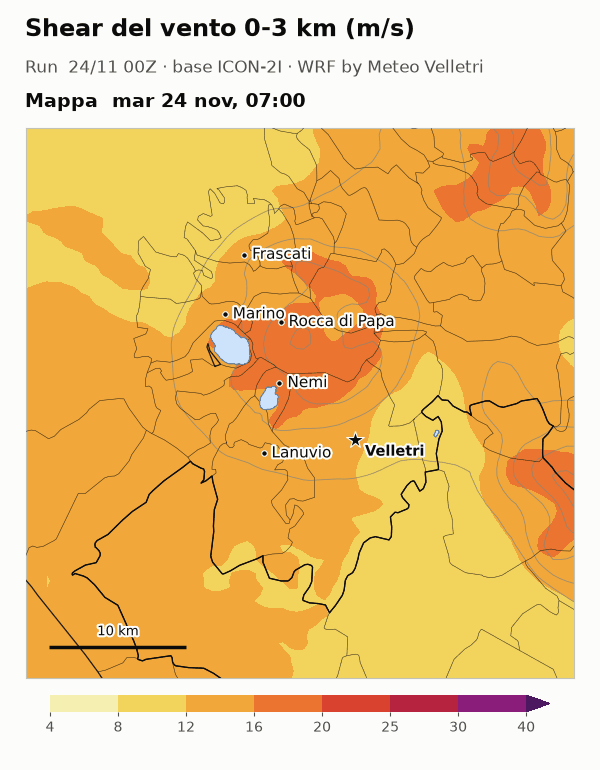 Shear del vento 0-3 km (m/s)
Run  24/11 00Z · base ICON-2I · WRF by Meteo Velletri
Mappa  mar 24 nov, 07:00
Frascati
Marino
Rocca di Papa
Nemi
Velletri
Lanuvio
10 km
4 8 12 16 20 25 30 40